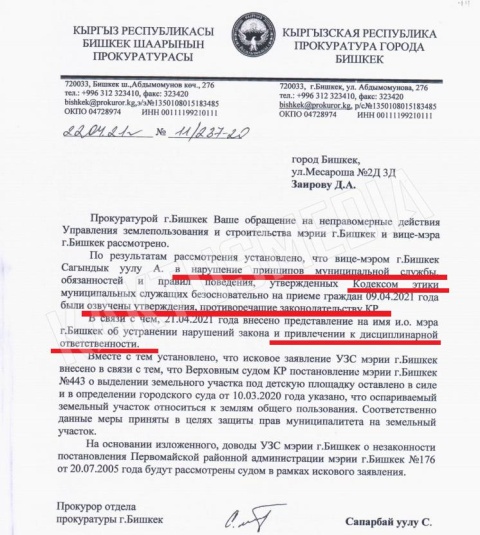 КЫРГЫЗ РЕСПУБЛИКАСЫ
БИШКЕК ШААРЫНЫН
ПРОКУРАТУРАСЫ
КЫРГЫЗСКАЯ РЕСПУБЛИКА
ПРОКУРАТУРА ГОРОДА
БИШКЕК
720033, Бишкек ш.,Абдымомунов көч., 276
тел.: +996 312 323410, факс: 323420
bishkek@prokuror.kg,э/э№1350108015183485
ОКПО 04728974 ИНН 00111199210111
720033, г.Бишкек, ул. Абдымомунова, 276
тел.: +996 312 323410, факс: 323420
bishkek@prokuror.kg, р/с№1350108015183485
ОКПО 04728974 ИНН 00111199210111
22.04.21г № 11/237-20
город Бишкек,
ул.Месароша №2Д 3Д
Заирову Д.А.
Прокуратурой г.Бишкек Ваше обращение на неправомерные действия
Управления землепользования и строительства мэрии г.Бишкек и вице-мэра
г.Бишкек рассмотрено.
По результатам рассмотрения установлено, что вице-мэром г.Бишкек
Сагындык уулу А. в нарушение принципов муниципальной службы,
обязанностей и правил поведения, утвержденных Кодексом этики
муниципальных служащих безосновательно на приеме граждан 09.04.2021 года
были озвучены утверждения, противоречащие законодательству КР.
В связи с чем, 21.04.2021 года внесено представление на имя и.о. мэра
г.Бишкек об устранении нарушений закона и привлечении к дисциплинарной
ответственности.
Вместе с тем установлено, что исковое заявление УЗС мэрии г.Бишкек
внесено в связи с тем, что Верховным судом КР постановление мэрии г.Бишкек
№443 о выделении земельного участка под детскую площадку оставлено в силе
и в определении городского суда от 10.03.2020 года указано, что оспариваемый
земельный участок относится к землям общего пользования. Соответственно
данные меры приняты в целях защиты прав муниципалитета на земельный
участок.
На основании изложенного, доводы УЗС мэрии г.Бишкек о незаконности
постановления Первомайской районной администрации мэрии г.Бишкек №176
от 20.07.2005 года будут рассмотрены судом в рамках искового заявления.
Прокурор отдела
прокуратуры г.Бишкек
Сапарбай уулу С.